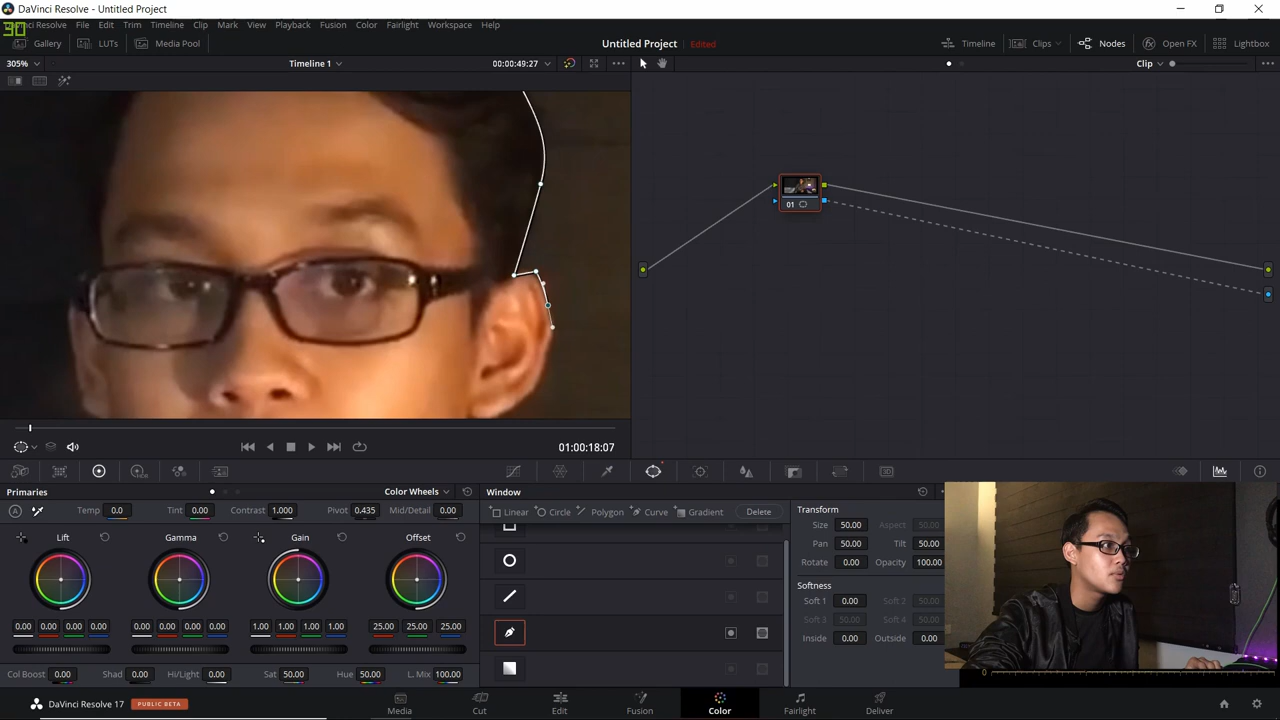 DaVinci Resolve - Untitled Project
30
DaVinci Resolve File Edit Trim Timeline Clip Mark View Playback Fusion Color Fairlight Workspace Help
Gallery LUTs Media Pool Untitled Project Edited Timeline Clips Nodes Open FX Lightbox
305% Timeline 1 00:00:49:27 Clip
01
01:00:18:07
Primaries Color Wheels Window
Temp 0.0 Tint 0.00 Contrast 1.000 Pivot 0.435 Mid/Detail 0.00 Linear Circle Polygon Curve Gradient Delete Transform
Size 50.00 Aspect 50.00
Lift Gamma Gain Offset Pan 50.00 Tilt 50.00
Rotate 0.00 Opacity 100.00
Softness
Soft 1 0.00 Soft 2 50.00
Soft 3 50.00 Soft 4 50.00
0.00 0.00 0.00 0.00 0.00 0.00 0.00 0.00 1.00 1.00 1.00 1.00 25.00 25.00 25.00 Inside 0.00 Outside 0.00
Col Boost 0.00 Shad 0.00 Hi/Light 0.00 Sat 50.00 Hue 50.00 L. Mix 100.00 0
DaVinci Resolve 17 PUBLIC BETA Media Cut Edit Fusion Color Fairlight Deliver